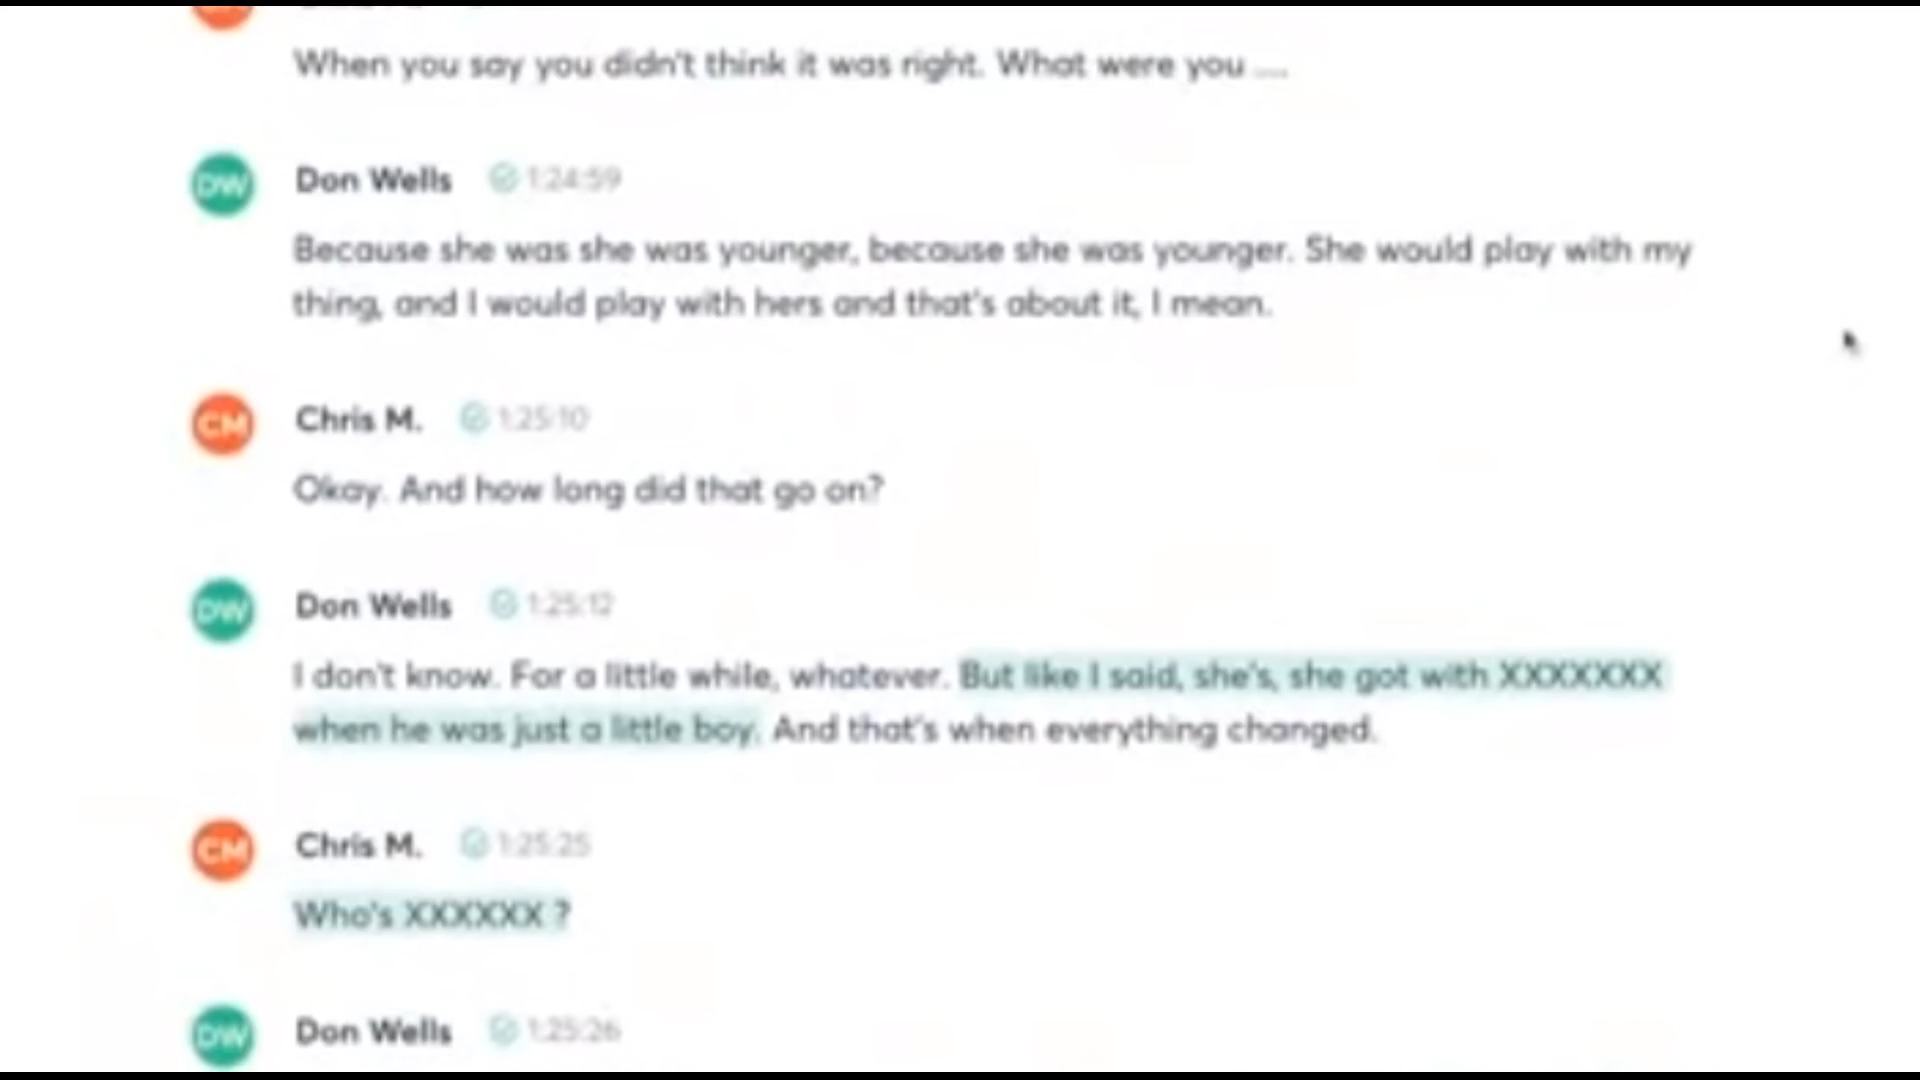 When you say you didn't think it was right. What were you ....
DW Don Wells 1:24:59
Because she was she was younger, because she was younger. She would play with my
thing, and I would play with hers and that's about it, I mean.
CM Chris M. 1:25:10
Okay. And how long did that go on?
DW Don Wells 1:25:12
I don't know. For a little while, whatever. But like I said, she's, she got with XXXXXXX
when he was just a little boy. And that's when everything changed.
CM Chris M. 1:25:25
Who's XXXXXX ?
DW Don Wells 1:25:26